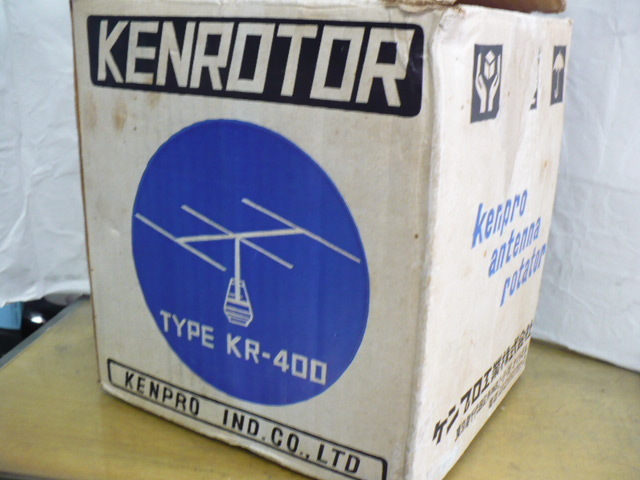 KENROTOR
TYPE KR-400
KENPRO IND.CO.,LTD
kenpro
antenna
rotator
ケンプロ工業株式会社